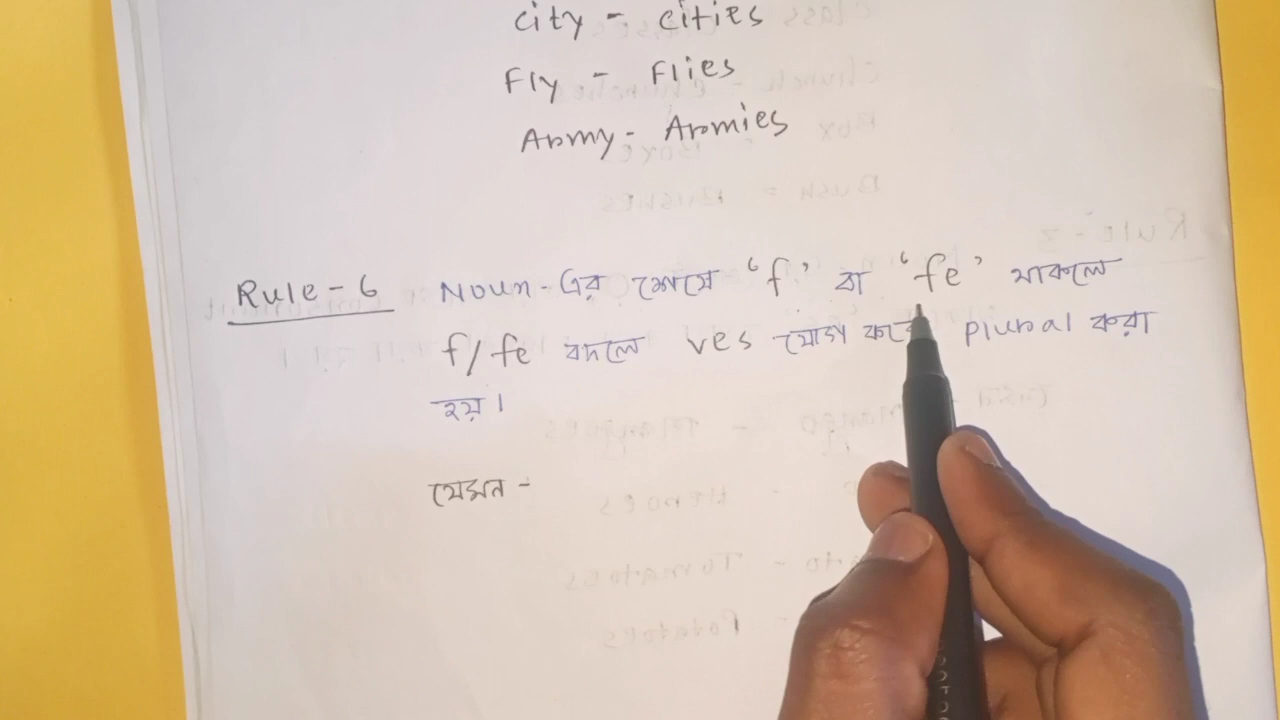 City - Cities
Fly - Flies
Army - Armies
Rule-6 Noun-এর শেষে 'f' বা 'fe' থাকলে
f/fe বদলে ves যোগ করে plural করা
হয়।
যেমন -